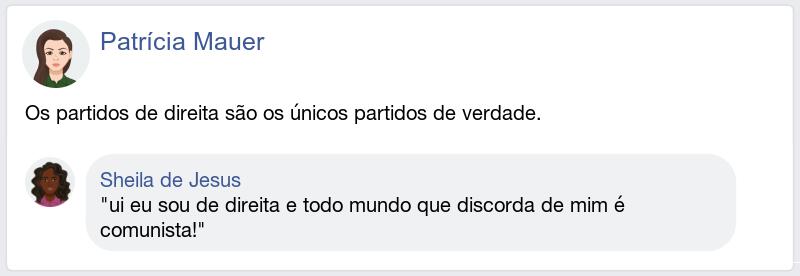 Patrícia Mauer
Os partidos de direita são os únicos partidos de verdade.
Sheila de Jesus
"ui eu sou de direita e todo mundo que discorda de mim é
comunista!"